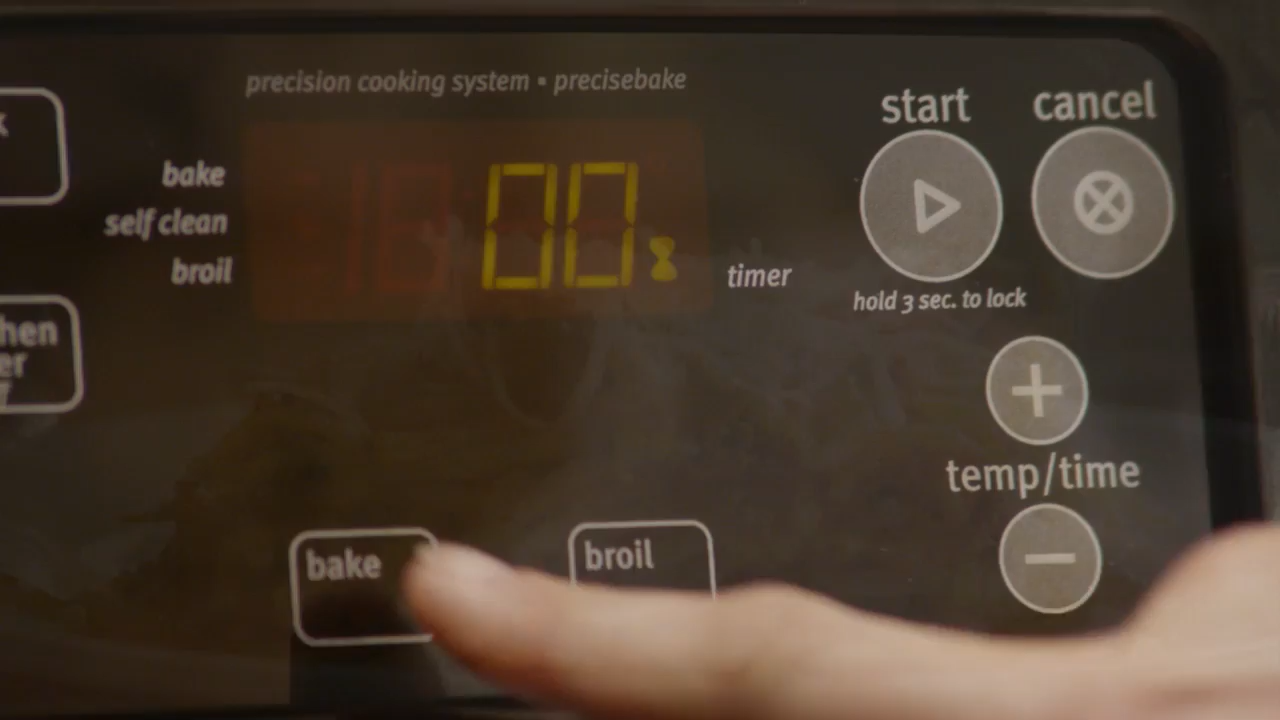 precision cooking system • precisebake
start
cancel
bake
self clean
broil
00
timer
hold 3 sec. to lock
temp/time
bake
broil